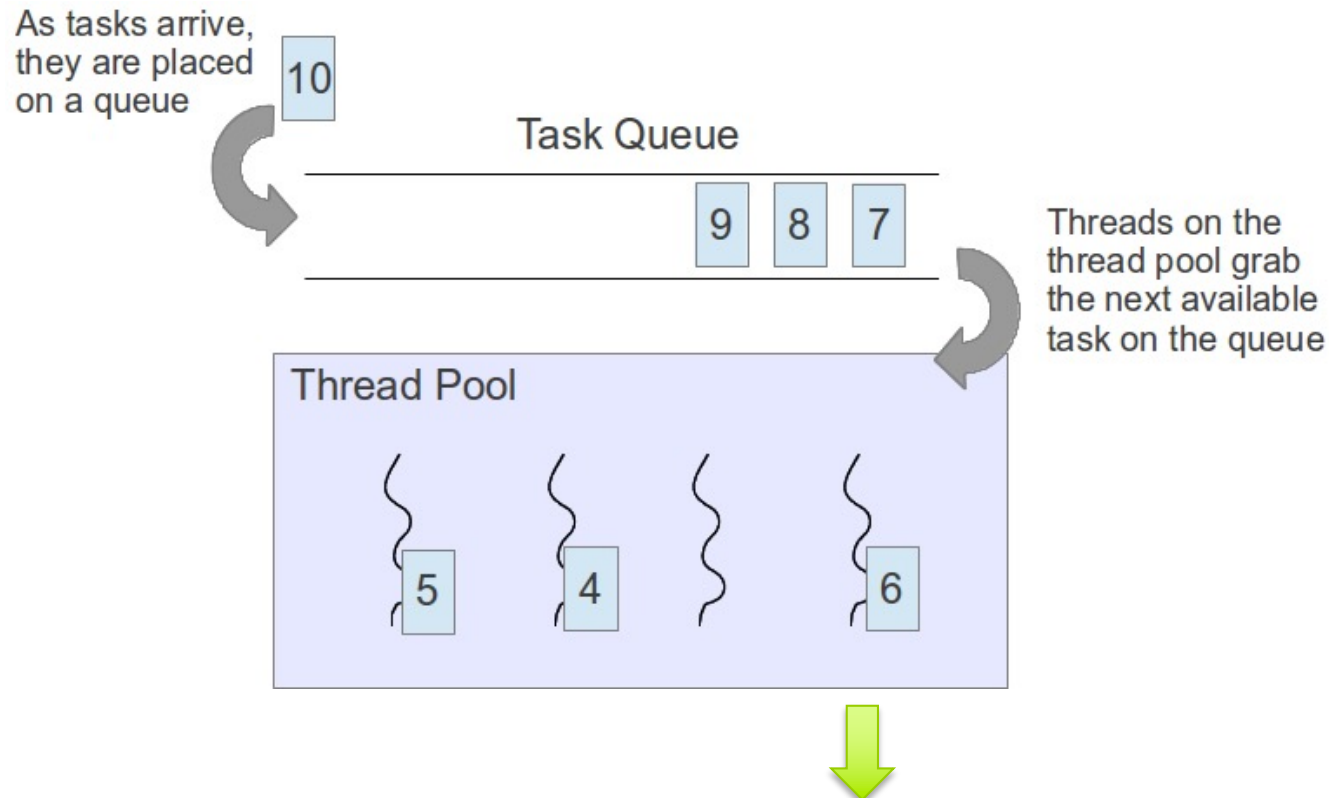 As tasks arrive,
they are placed
on a queue
10
Task Queue
9 8 7
Threads on the
thread pool grab
the next available
task on the queue
Thread Pool
5 4 6